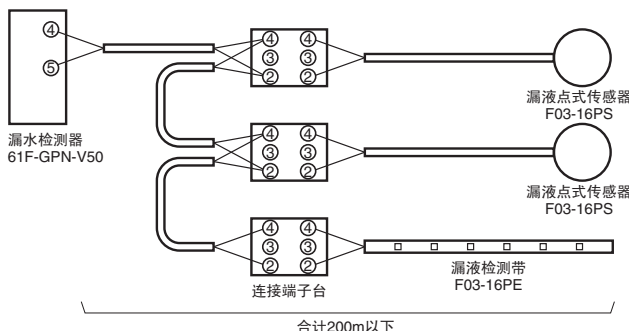 ④
⑤
漏水检测器
61F-GPN-V50
④ ④
③ ③
② ②
漏液点式传感器
F03-16PS
④ ④
③ ③
② ②
漏液点式传感器
F03-16PS
④ ④
③ ③
② ②
连接端子台
漏液检测带
F03-16PE
合计200m以下